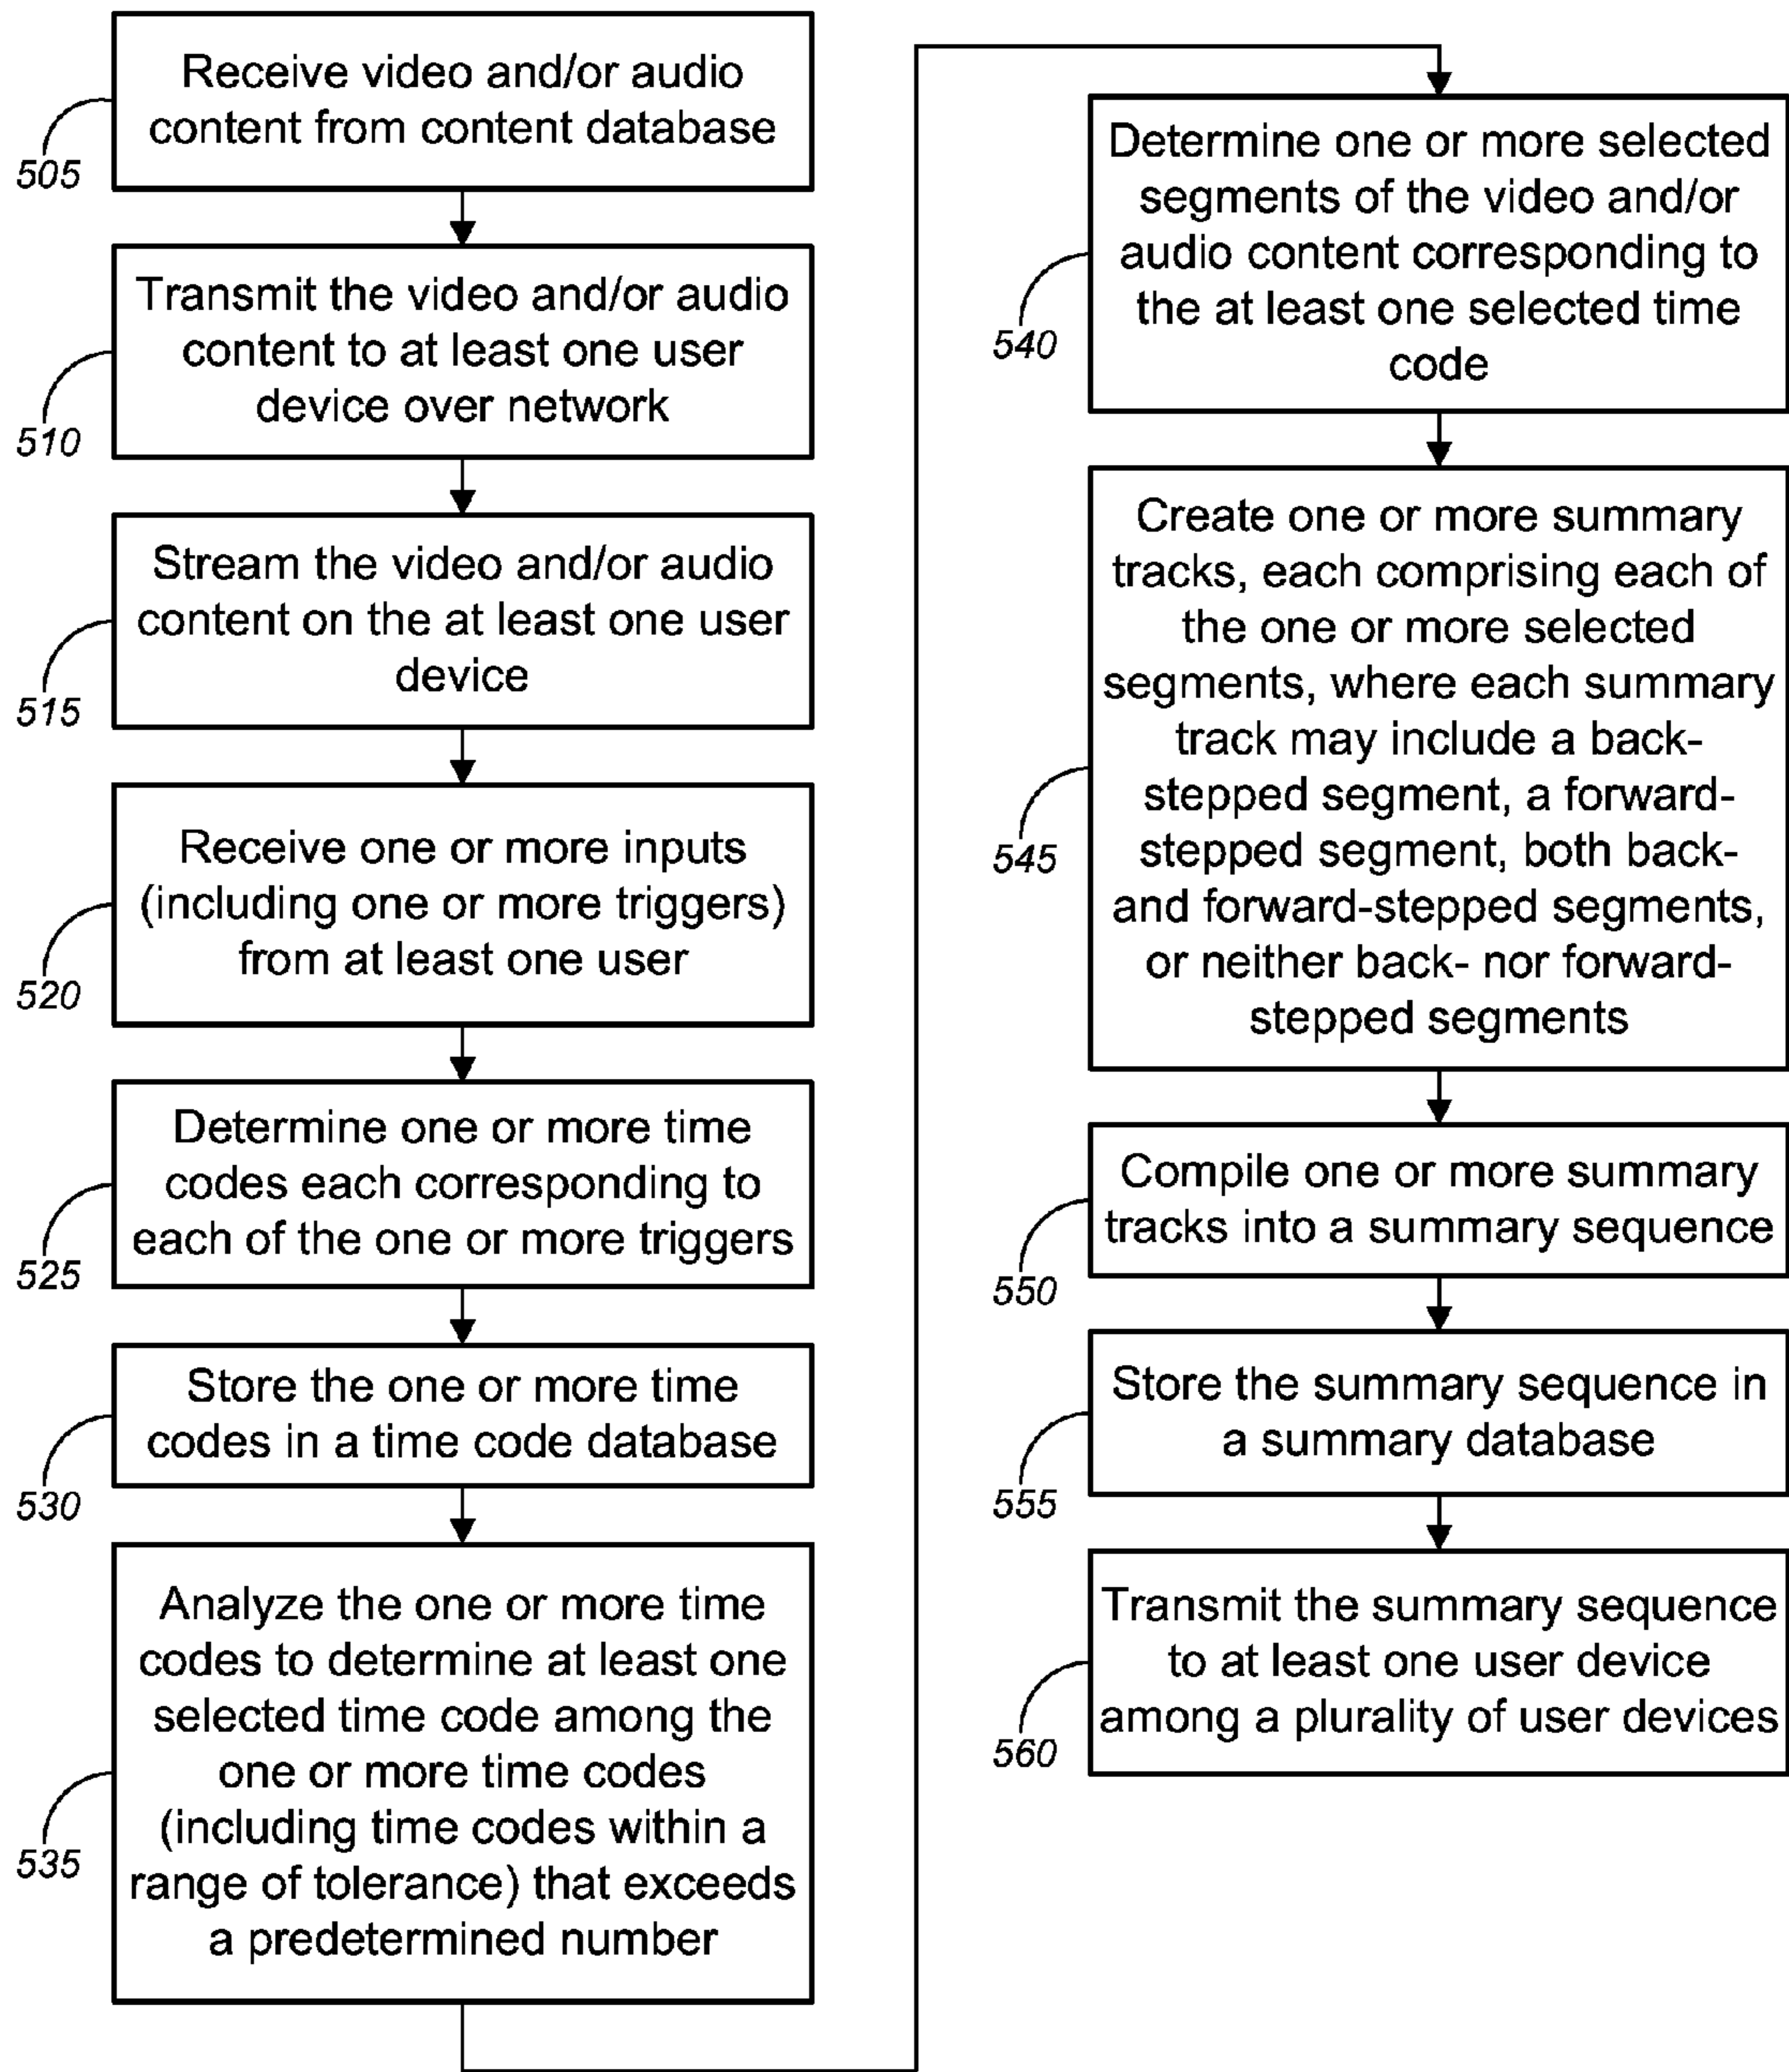 Receive video and/or audio
content from content database
505
Transmit the video and/or audio
content to at least one user
device over network
510
Stream the video and/or audio
content on the at least one user
device
515
Receive one or more inputs
(including one or more triggers)
from at least one user
520
Determine one or more time
codes each corresponding to
each of the one or more triggers
525
Store the one or more time
codes in a time code database
530
Analyze the one or more time
codes to determine at least one
selected time code among the
one or more time codes
(including time codes within a
range of tolerance) that exceeds
a predetermined number
535
Determine one or more selected
segments of the video and/or
audio content corresponding to
the at least one selected time
code
540
Create one or more summary
tracks, each comprising each of
the one or more selected
segments, where each summary
track may include a back-
stepped segment, a forward-
stepped segment, both back-
and forward-stepped segments,
or neither back- nor forward-
stepped segments
545
Compile one or more summary
tracks into a summary sequence
550
Store the summary sequence in
a summary database
555
Transmit the summary sequence
to at least one user device
among a plurality of user devices
560